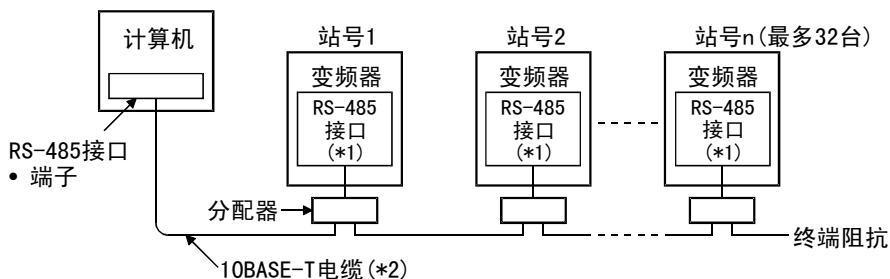 计算机
站号1
站号2
站号n(最多32台)
变频器
变频器
变频器
RS-485
接口
(*1)
RS-485
接口
(*1)
RS-485
接口
(*1)
RS-485接口
• 端子
分配器
终端阻抗
10BASE-T电缆(*2)